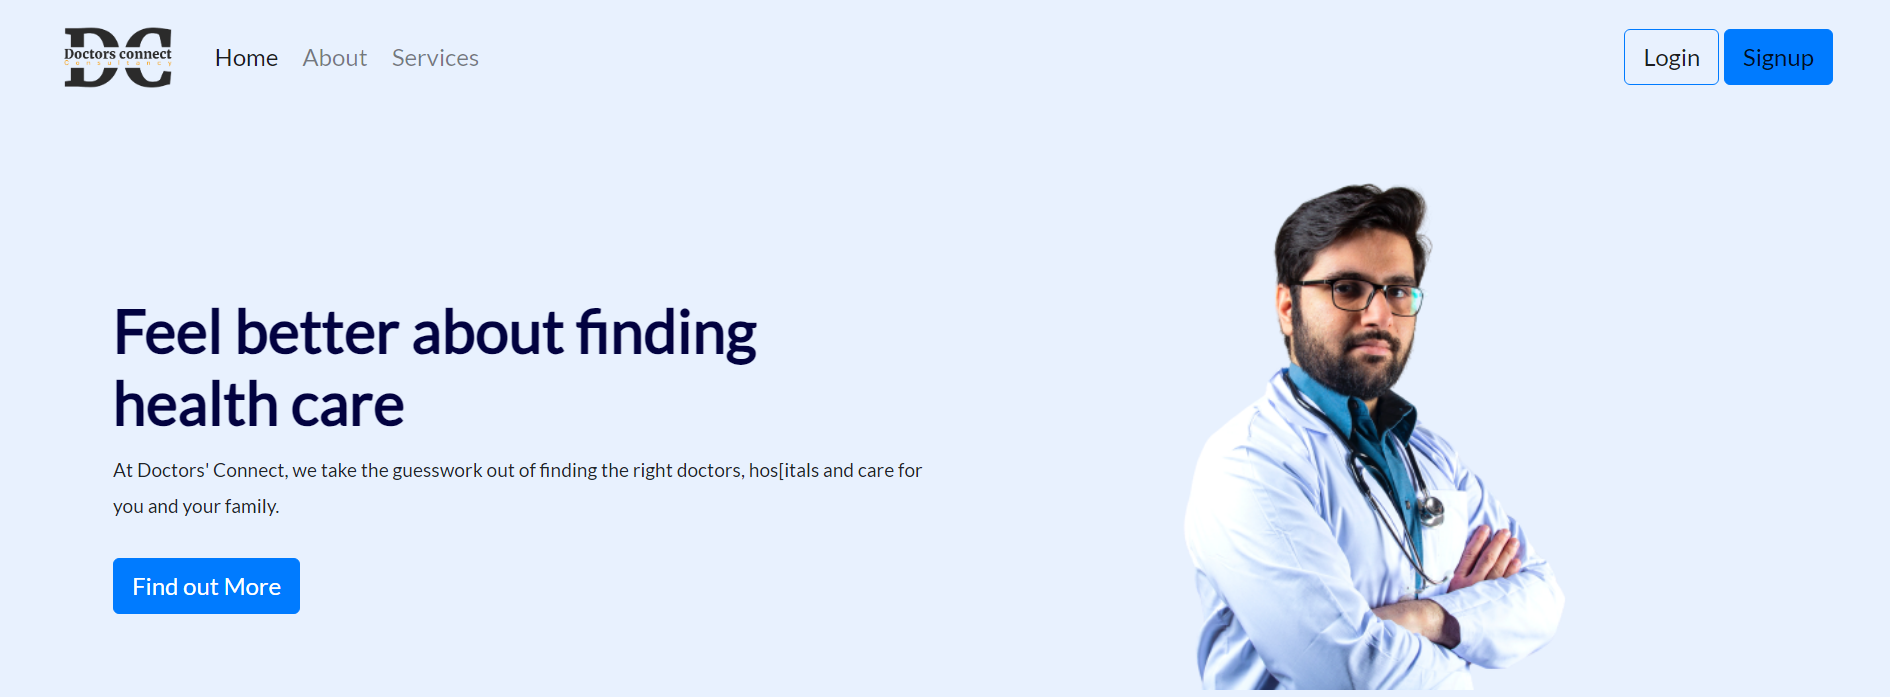 DC
Doctors connect
Consultancy
Home About Services
Login Signup
Feel better about finding
health care
At Doctors' Connect, we take the guesswork out of finding the right doctors, hos[itals and care for
you and your family.
Find out More